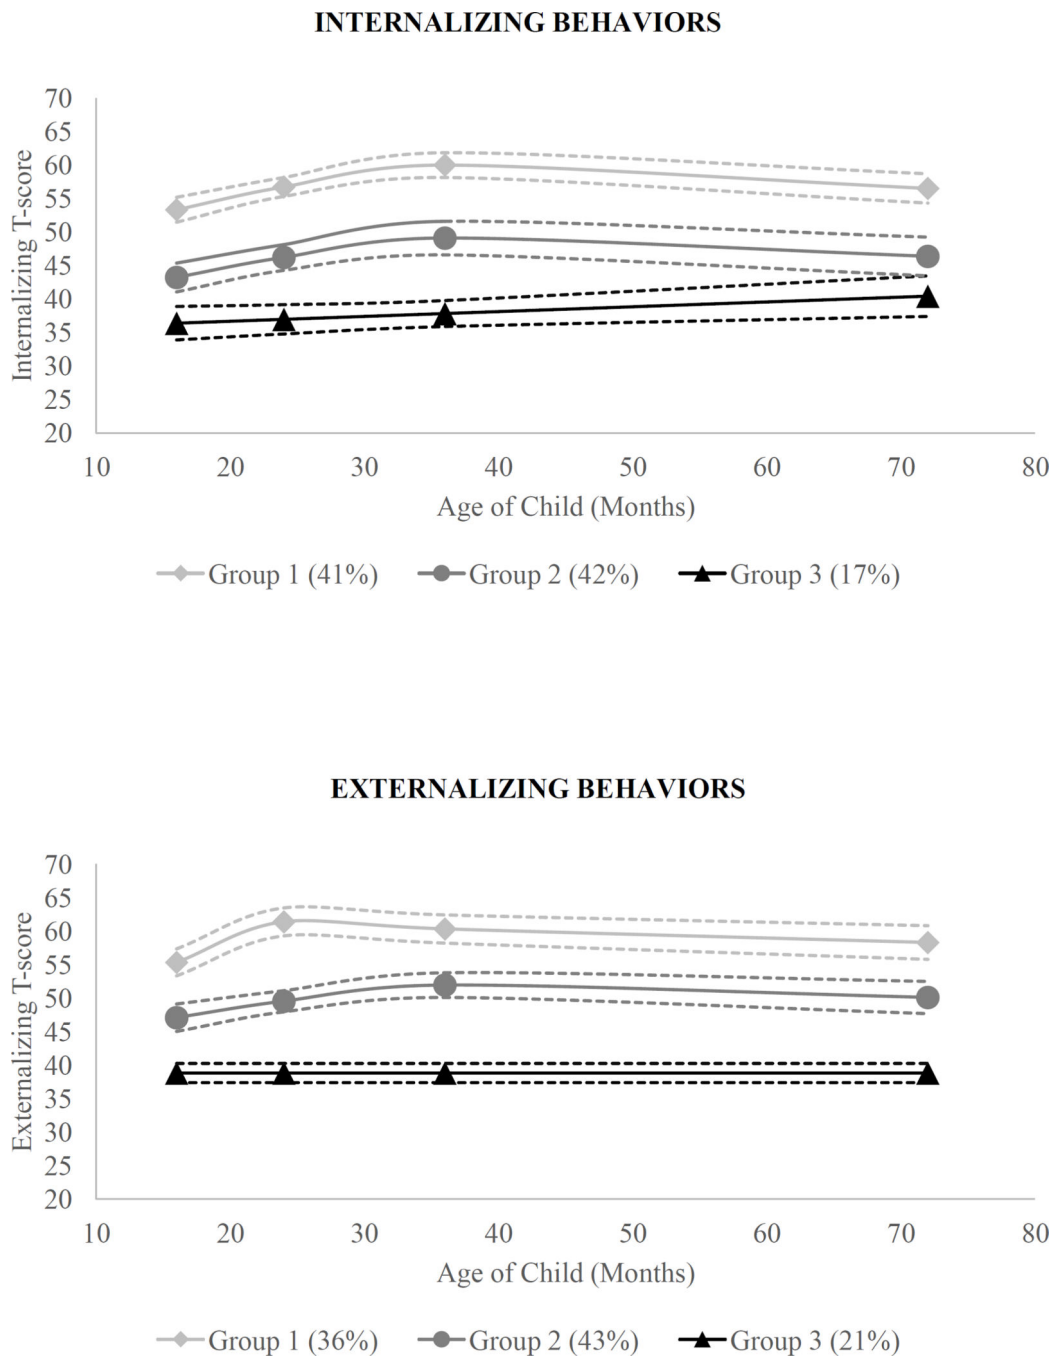 INTERNALIZING BEHAVIORS
70
65
60
55
50
45
40
35
30
25
20
Internalizing T-score
10 20 30 40 50 60 70 80
Age of Child (Months)
Group 1 (41%) Group 2 (42%) Group 3 (17%)
EXTERNALIZING BEHAVIORS
70
65
60
55
50
45
40
35
30
25
20
Externalizing T-score
10 20 30 40 50 60 70 80
Age of Child (Months)
Group 1 (36%) Group 2 (43%) Group 3 (21%)